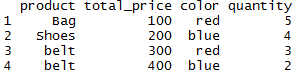 product total_price color quantity
1 Bag 100 red 5
2 Shoes 200 blue 4
3 belt 300 red 3
4 belt 400 blue 2